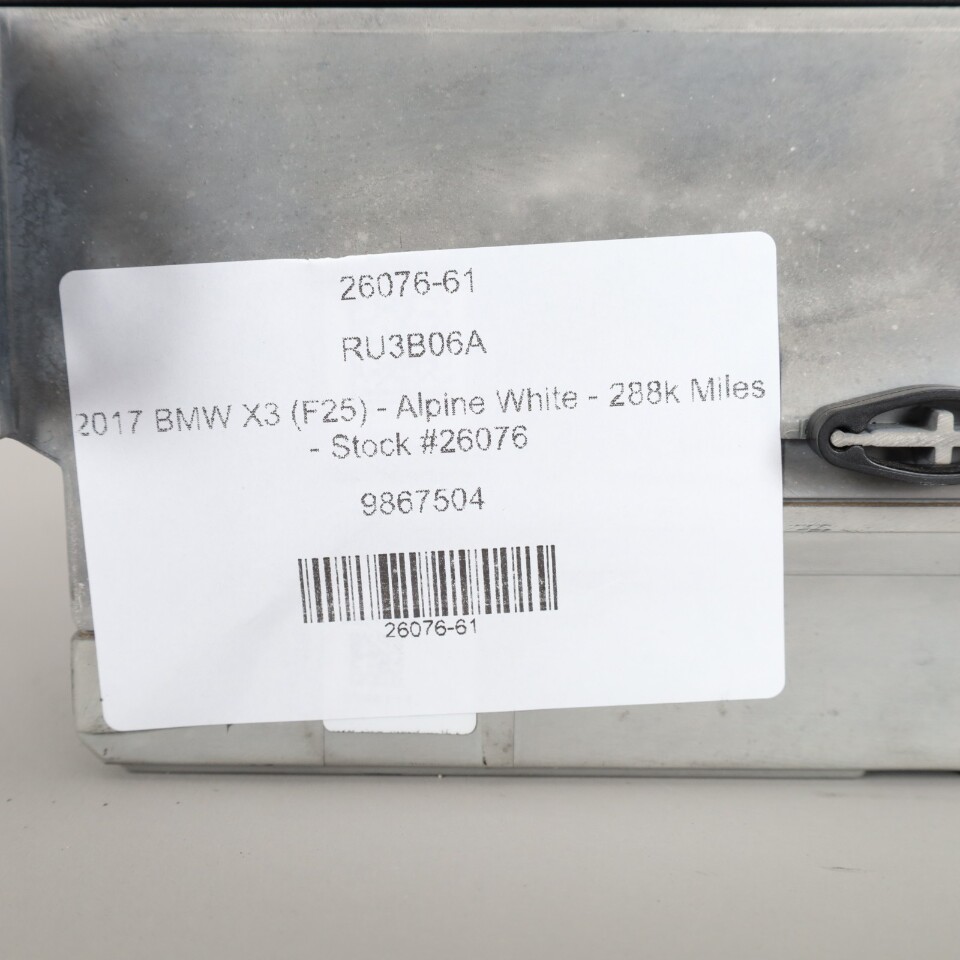 26076-61
RU3B06A
2017 BMW X3 (F25) - Alpine White - 288k Miles
- Stock #26076
9867504
26076-61